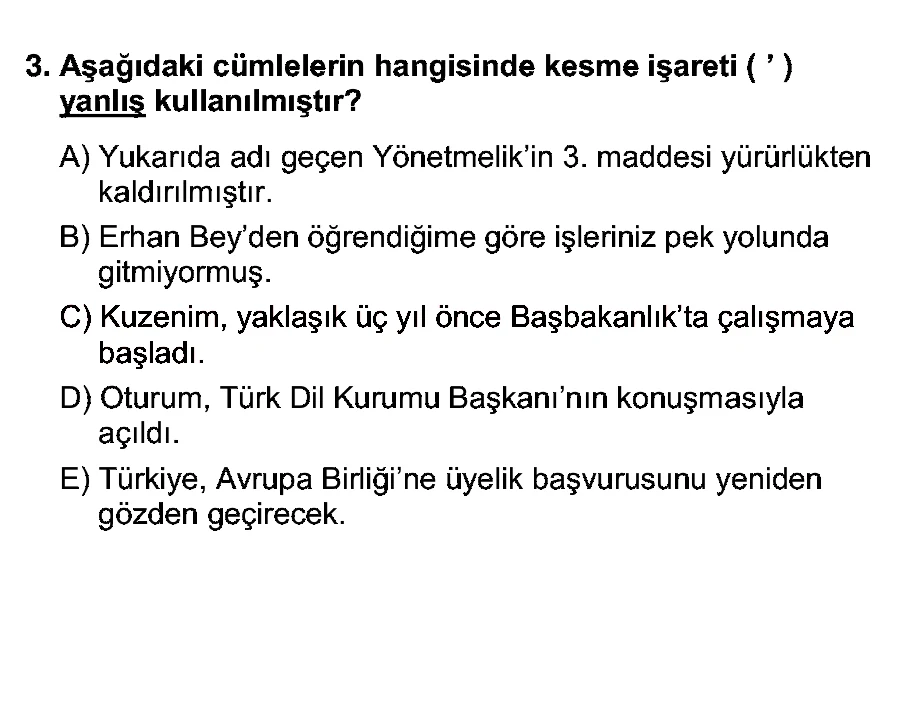 3. Aşağıdaki cümlelerin hangisinde kesme işareti ( ’ )
yanlış kullanılmıştır?
A) Yukarıda adı geçen Yönetmelik’in 3. maddesi yürürlükten
kaldırılmıştır.
B) Erhan Bey’den öğrendiğime göre işleriniz pek yolunda
gitmiyormuş.
C) Kuzenim, yaklaşık üç yıl önce Başbakanlık’ta çalışmaya
başladı.
D) Oturum, Türk Dil Kurumu Başkanı’nın konuşmasıyla
açıldı.
E) Türkiye, Avrupa Birliği’ne üyelik başvurusunu yeniden
gözden geçirecek.